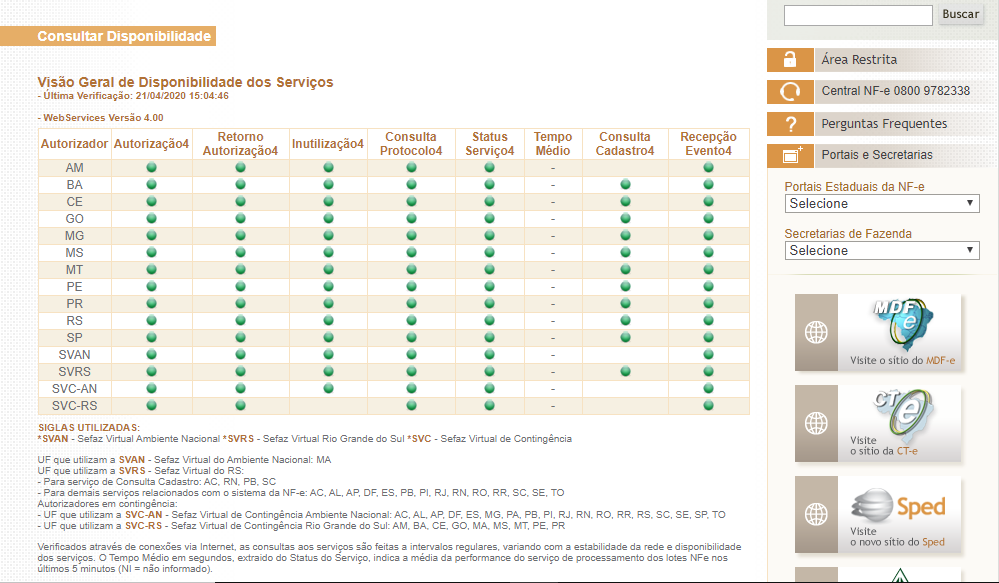 Consultar Disponibilidade
Visão Geral de Disponibilidade dos Serviços
- Última Verificação: 21/04/2020 15:04:46
- WebServices Versão 4.00
Autorizador Autorização4 Retorno Autorização4 Inutilização4 Consulta Protocolo4 Status Serviço4 Tempo Médio Consulta Cadastro4 Recepção Evento4
AM -
BA -
CE -
GO -
MG -
MS -
MT -
PE -
PR -
RS -
SP -
SVAN -
SVRS -
SVC-AN -
SVC-RS -
SIGLAS UTILIZADAS:
*SVAN - Sefaz Virtual Ambiente Nacional *SVRS - Sefaz Virtual Rio Grande do Sul *SVC - Sefaz Virtual de Contingência
UF que utilizam a SVAN - Sefaz Virtual do Ambiente Nacional: MA
UF que utilizam a SVRS - Sefaz Virtual do RS:
- Para serviço de Consulta Cadastro: AC, RN, PB, SC
- Para demais serviços relacionados com o sistema da NF-e: AC, AL, AP, DF, ES, PB, PI, RJ, RN, RO, RR, SC, SE, TO
Autorizadores em contingência:
- UF que utilizam a SVC-AN - Sefaz Virtual de Contingência Ambiente Nacional: AC, AL, AP, DF, ES, MG, PA, PB, PI, RJ, RN, RO, RR, RS, SC, SE, SP, TO
- UF que utilizam a SVC-RS - Sefaz Virtual de Contingência Rio Grande do Sul: AM, BA, CE, GO, MA, MS, MT, PE, PR
Verificados através de conexões via Internet, as consultas aos serviços são feitas a intervalos regulares, variando com a estabilidade da rede e disponibilidade
dos serviços. O Tempo Médio em segundos, extraido do Status do Serviço, indica a média da performance do serviço de processamento dos lotes NFe nos
últimos 5 minutos (NI = não informado).
Buscar
Área Restrita
Central NF-e 0800 9782338
? Perguntas Frequentes
Portais e Secretarias
Portais Estaduais da NF-e
Selecione
Secretarias de Fazenda
Selecione
MDF e
Visite o sítio do MDF-e
CT e
Visite
o sítio da CT-e
Sped
Visite
o novo sítio do Sped